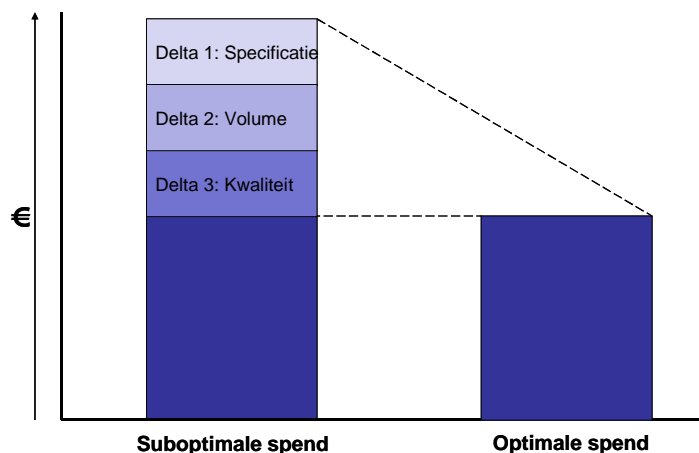 Delta 1: Specificatie
Delta 2: Volume
Delta 3: Kwaliteit
€
Suboptimale spend
Optimale spend